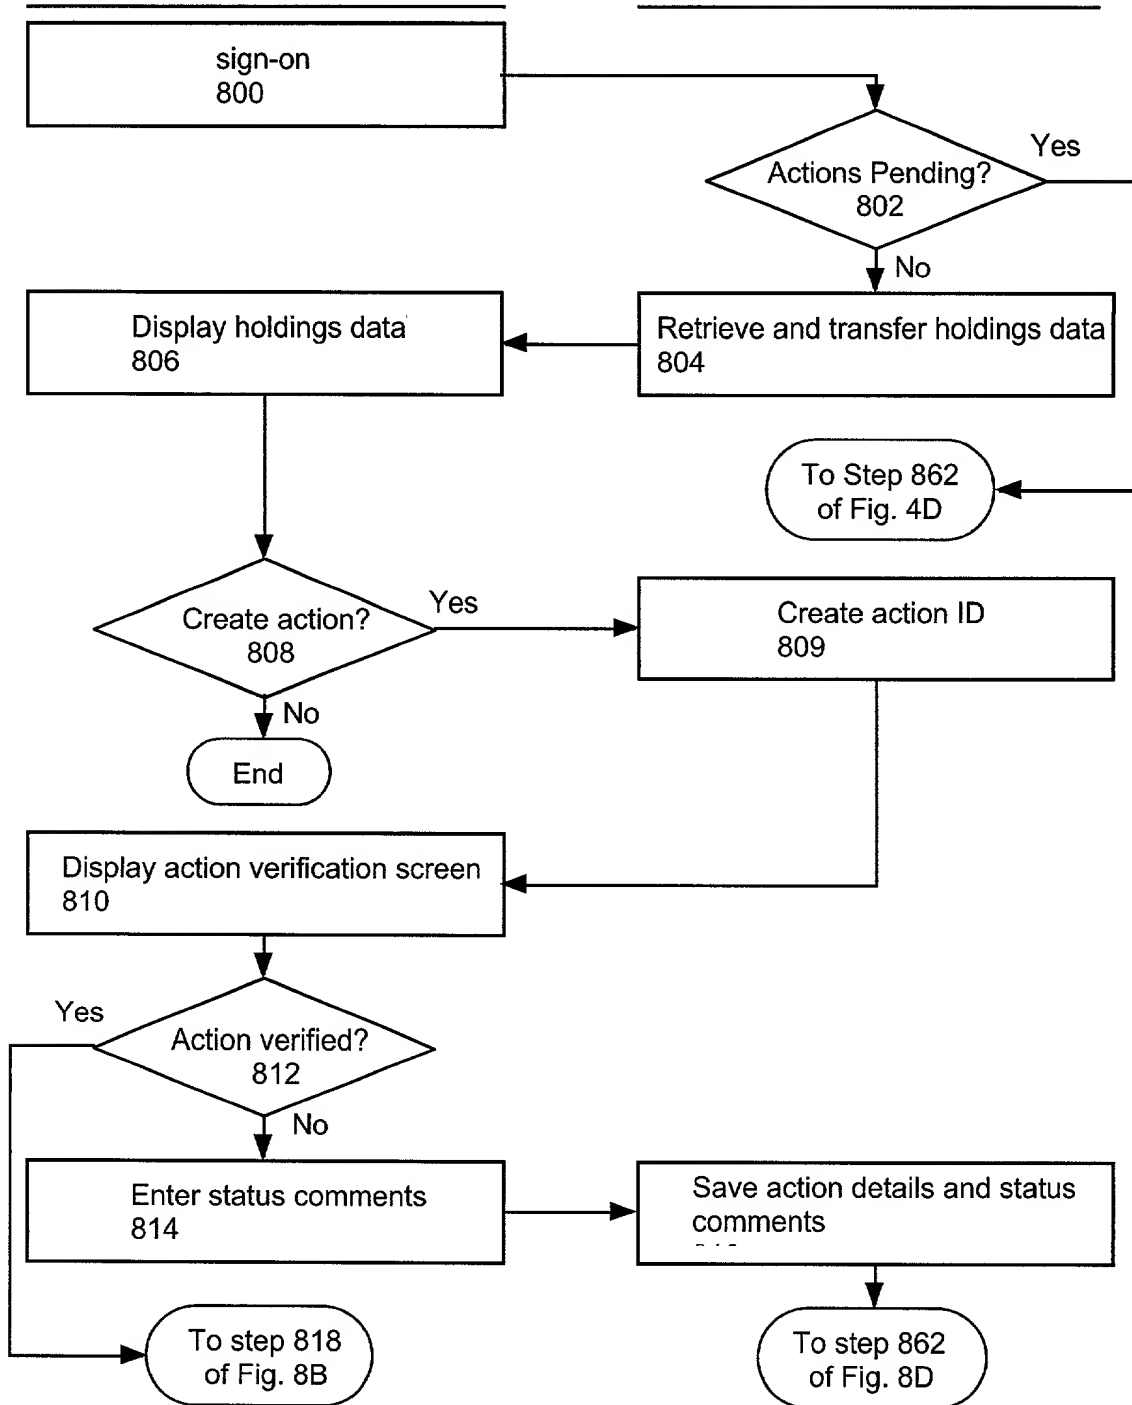 sign-on
800
Yes
Actions Pending?
802
No
Display holdings data
806
Retrieve and transfer holdings data
804
To Step 862
of Fig. 4D
Create action?
808
Yes
Create action ID
809
No
End
Display action verification screen
810
Yes
Action verified?
812
No
Enter status comments
814
Save action details and status
comments
To step 818
of Fig. 8B
To step 862
of Fig. 8D